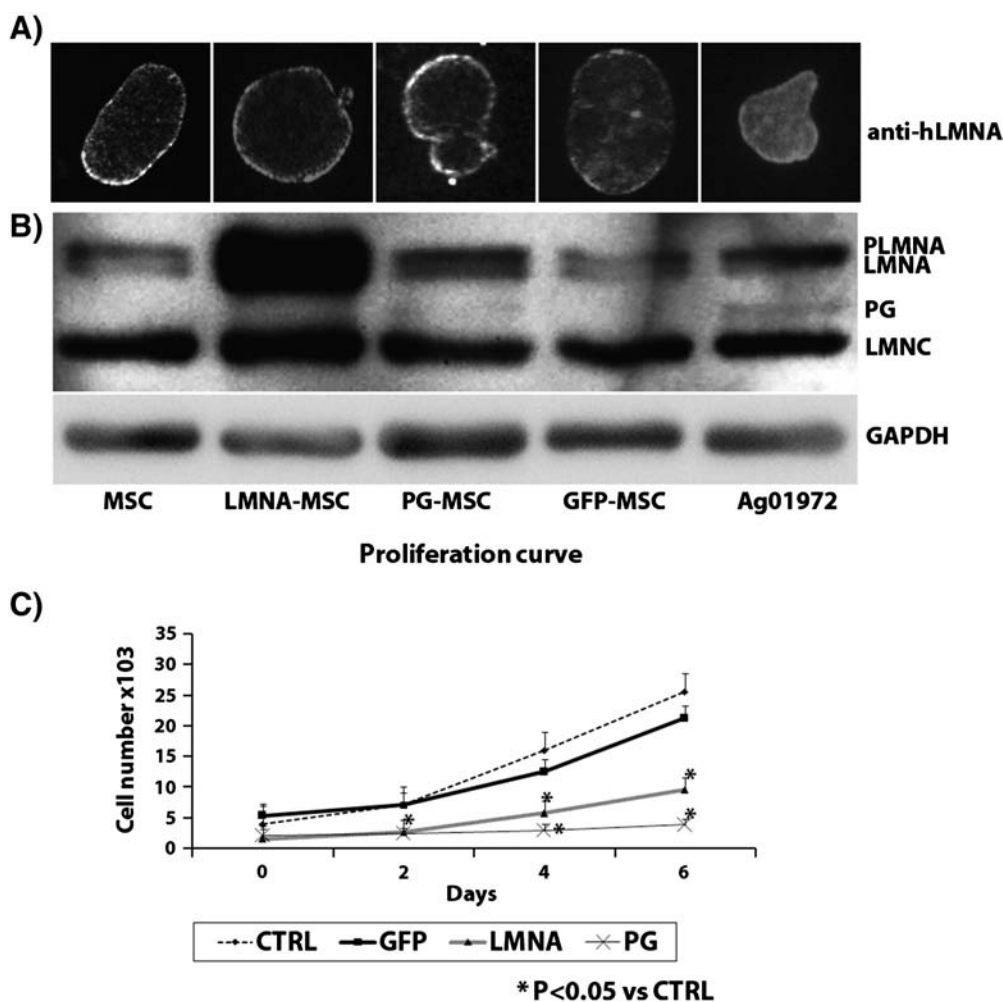 A)
anti-hLMNA
B)
PLMNA
LMNA
PG
LMNC
GAPDH
MSC LMNA-MSC PG-MSC GFP-MSC Ag01972
Proliferation curve
C)
Cell number x103
35
30
25
20
15
10
5
0
* * * * *
0 2 4 6
Days
CTRL GFP LMNA PG
* P<0.05 vs CTRL